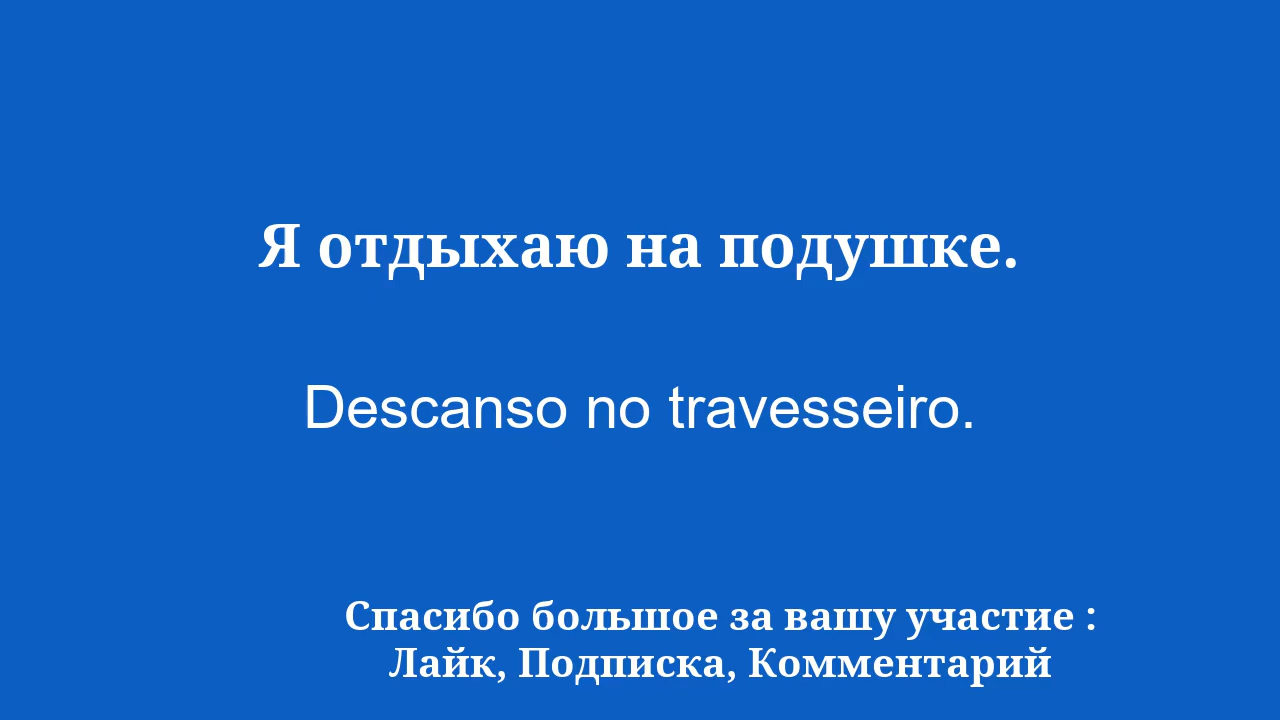 Я отдыхаю на подушке.
Descanso no travesseiro.
Спасибо большое за вашу участие :
Лайк, Подписка, Комментарий